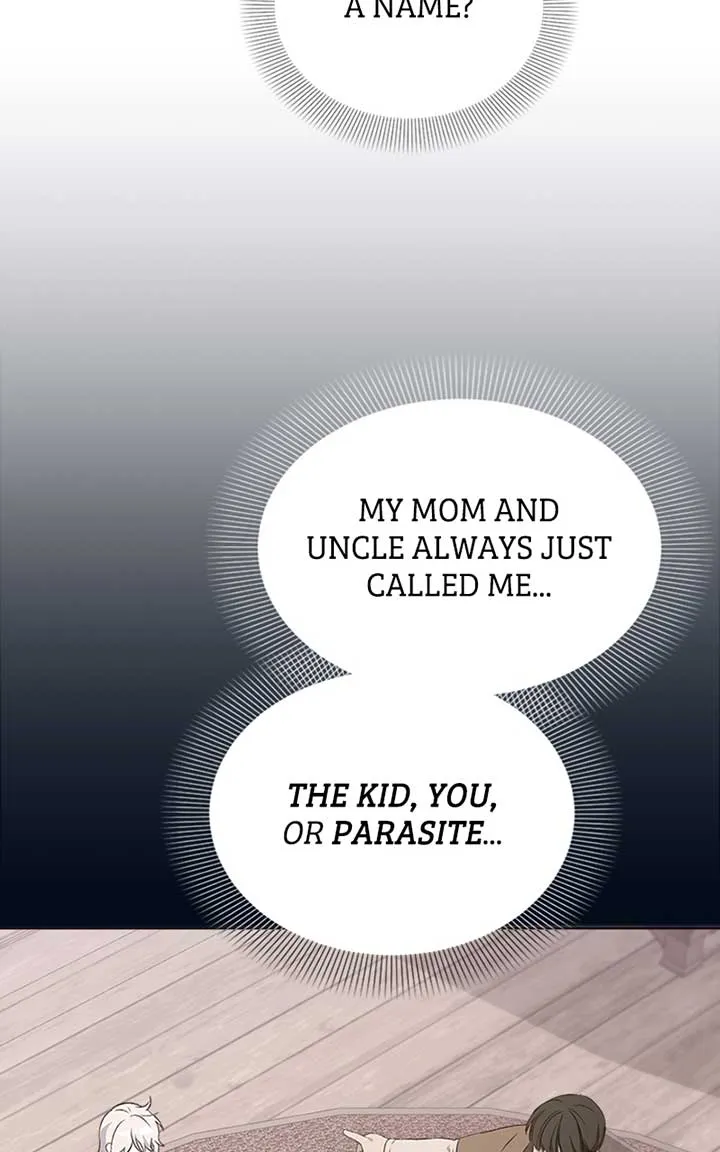 A NAME?
MY MOM AND
UNCLE ALWAYS JUST
CALLED ME...
THE KID, YOU,
OR PARASITE...